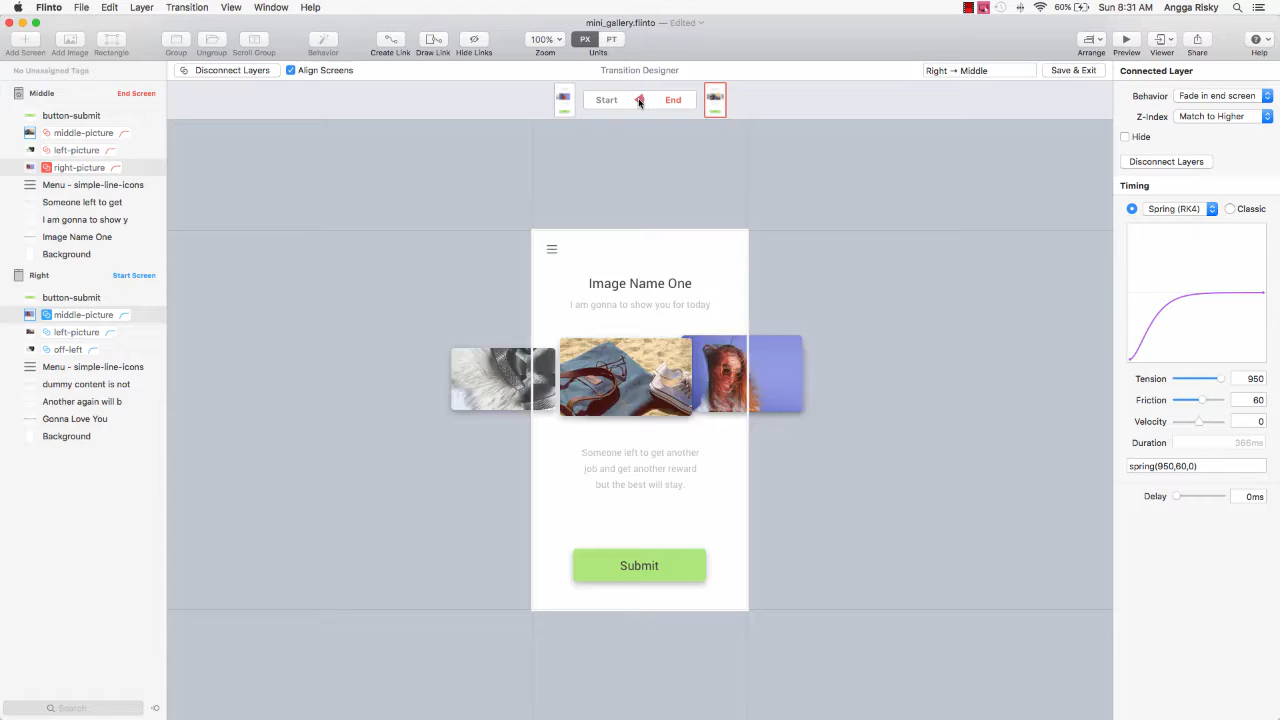 Flinto File Edit Layer Transition View Window Help 60% Sun 8:31 AM Angga Risky
mini_gallery.flinto — Edited
Add Screen Add Image Rectangle Group Ungroup Scroll Group Behavior Create Link Draw Link Hide Links 100% Zoom PX PT Units Arrange Preview Viewer Share Help
No Unassigned Tags
Disconnect Layers Align Screens Transition Designer Right → Middle Save & Exit
Start End
Middle End Screen
button-submit
middle-picture
left-picture
right-picture
Menu - simple-line-icons
Someone left to get
I am gonna to show y
Image Name One
Background
Right Start Screen
button-submit
middle-picture
left-picture
off-left
Menu - simple-line-icons
dummy content is not
Another again will b
Gonna Love You
Background
Search
Image Name One
I am gonna to show you for today
Someone left to get another
job and get another reward
but the best will stay.
Submit
Connected Layer
Behavior Fade in end screen
Z-index Match to Higher
Hide
Disconnect Layers
Timing
Spring (RK4) Classic
Tension 950
Friction 60
Velocity 0
Duration 366ms
spring(950,60,0)
Delay 0ms